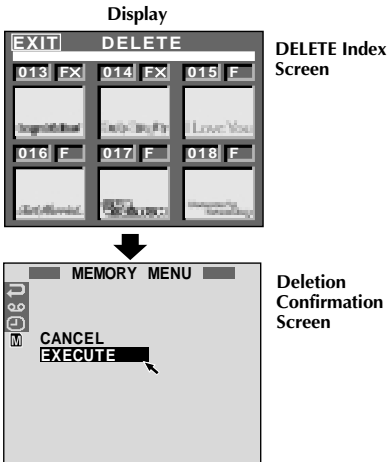 Display
EXIT DELETE
DELETE Index
Screen
013 FX 014 FX 015 F
I Love You
016 F 017 F 018 F
MEMORY MENU
Deletion
Confirmation
Screen
M
CANCEL
EXECUTE